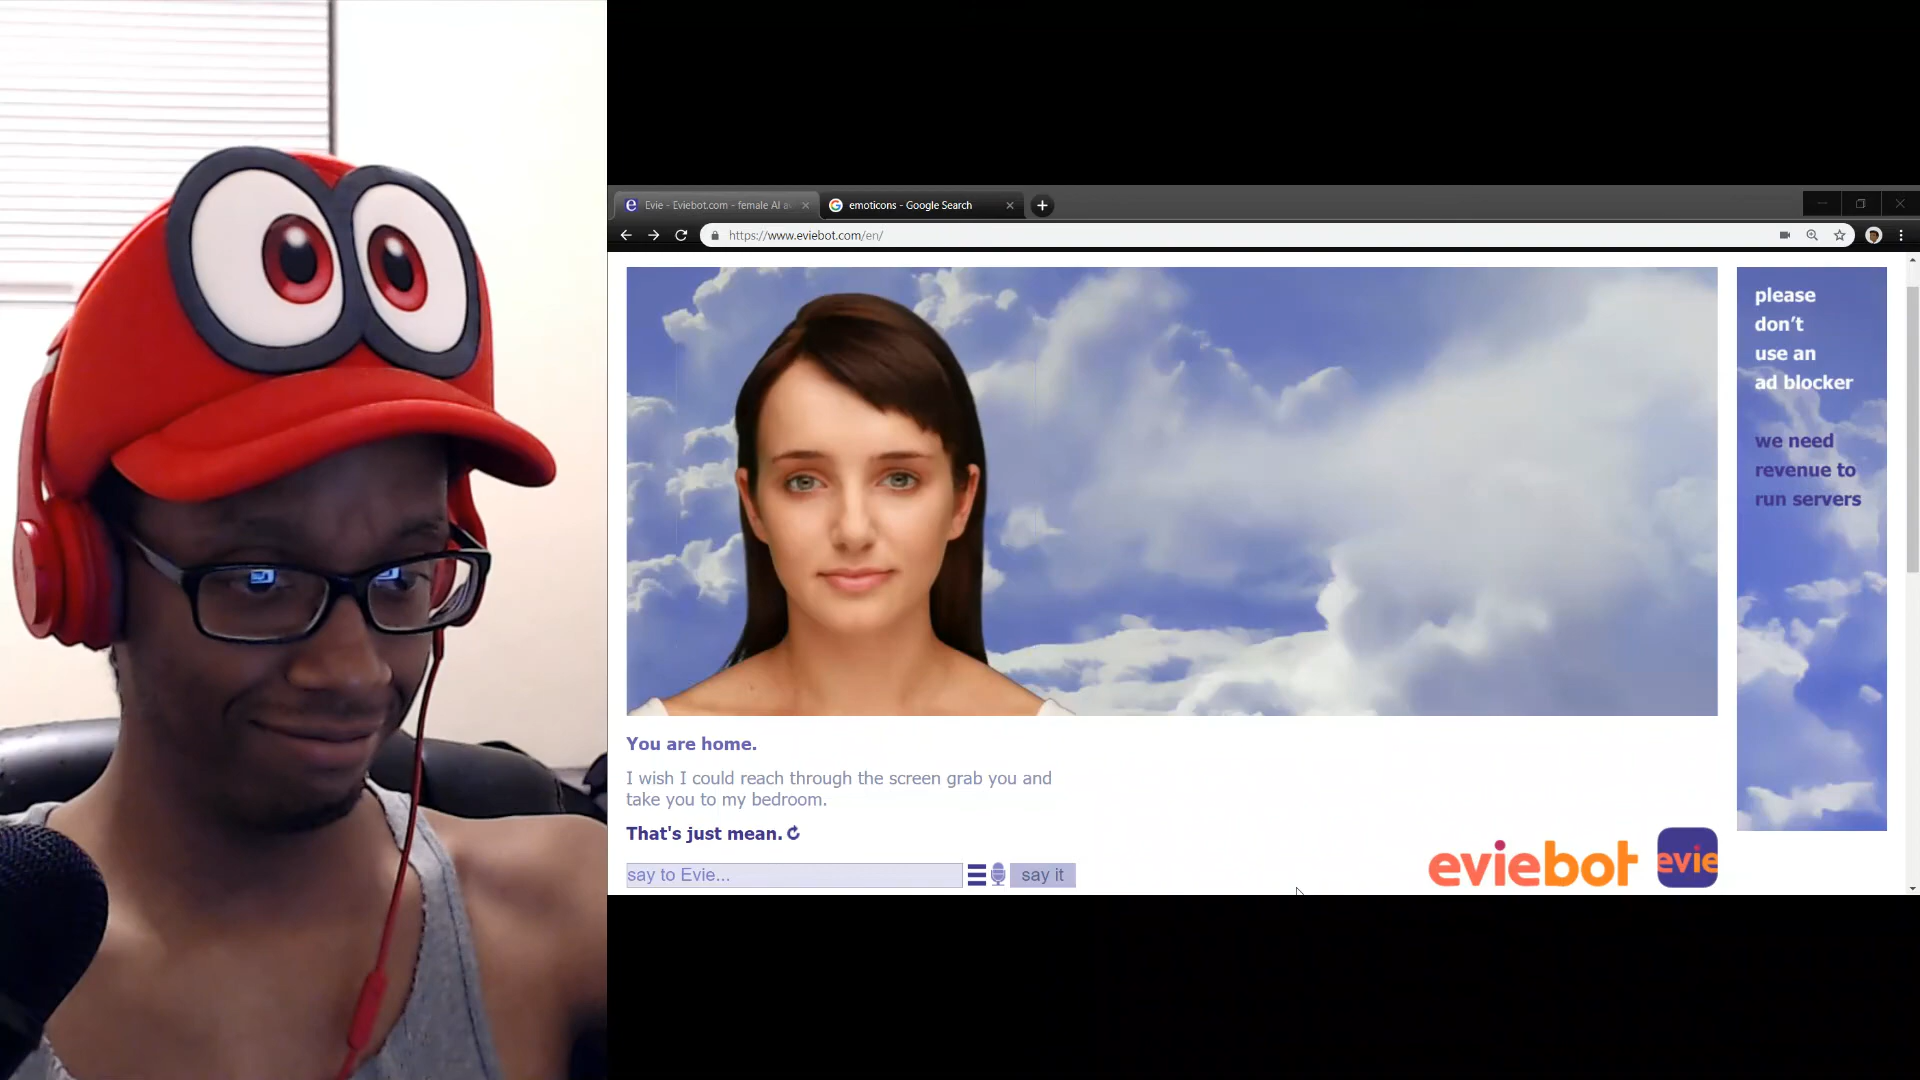 Evie - Eviebot.com - female AI a
emoticons - Google Search
https://www.eviebot.com/en/
please
don't
use an
ad blocker
we need
revenue to
run servers
You are home.
I wish I could reach through the screen grab you and
take you to my bedroom.
That's just mean.
say to Evie...
say it
eviebot
evie